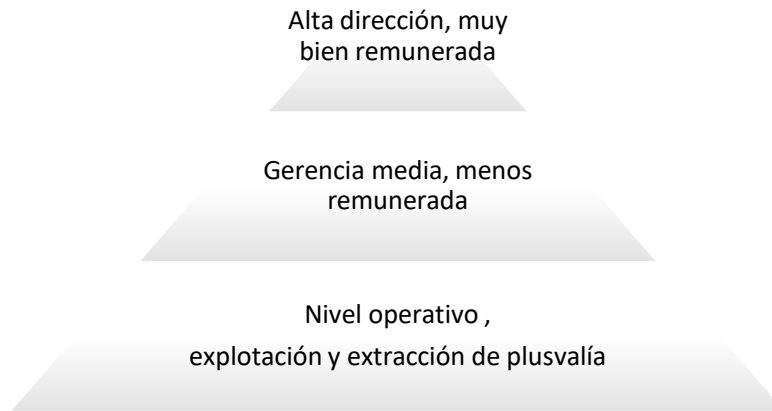 Alta dirección, muy
bien remunerada
Gerencia media, menos
remunerada
Nivel operativo ,
explotación y extracción de plusvalía